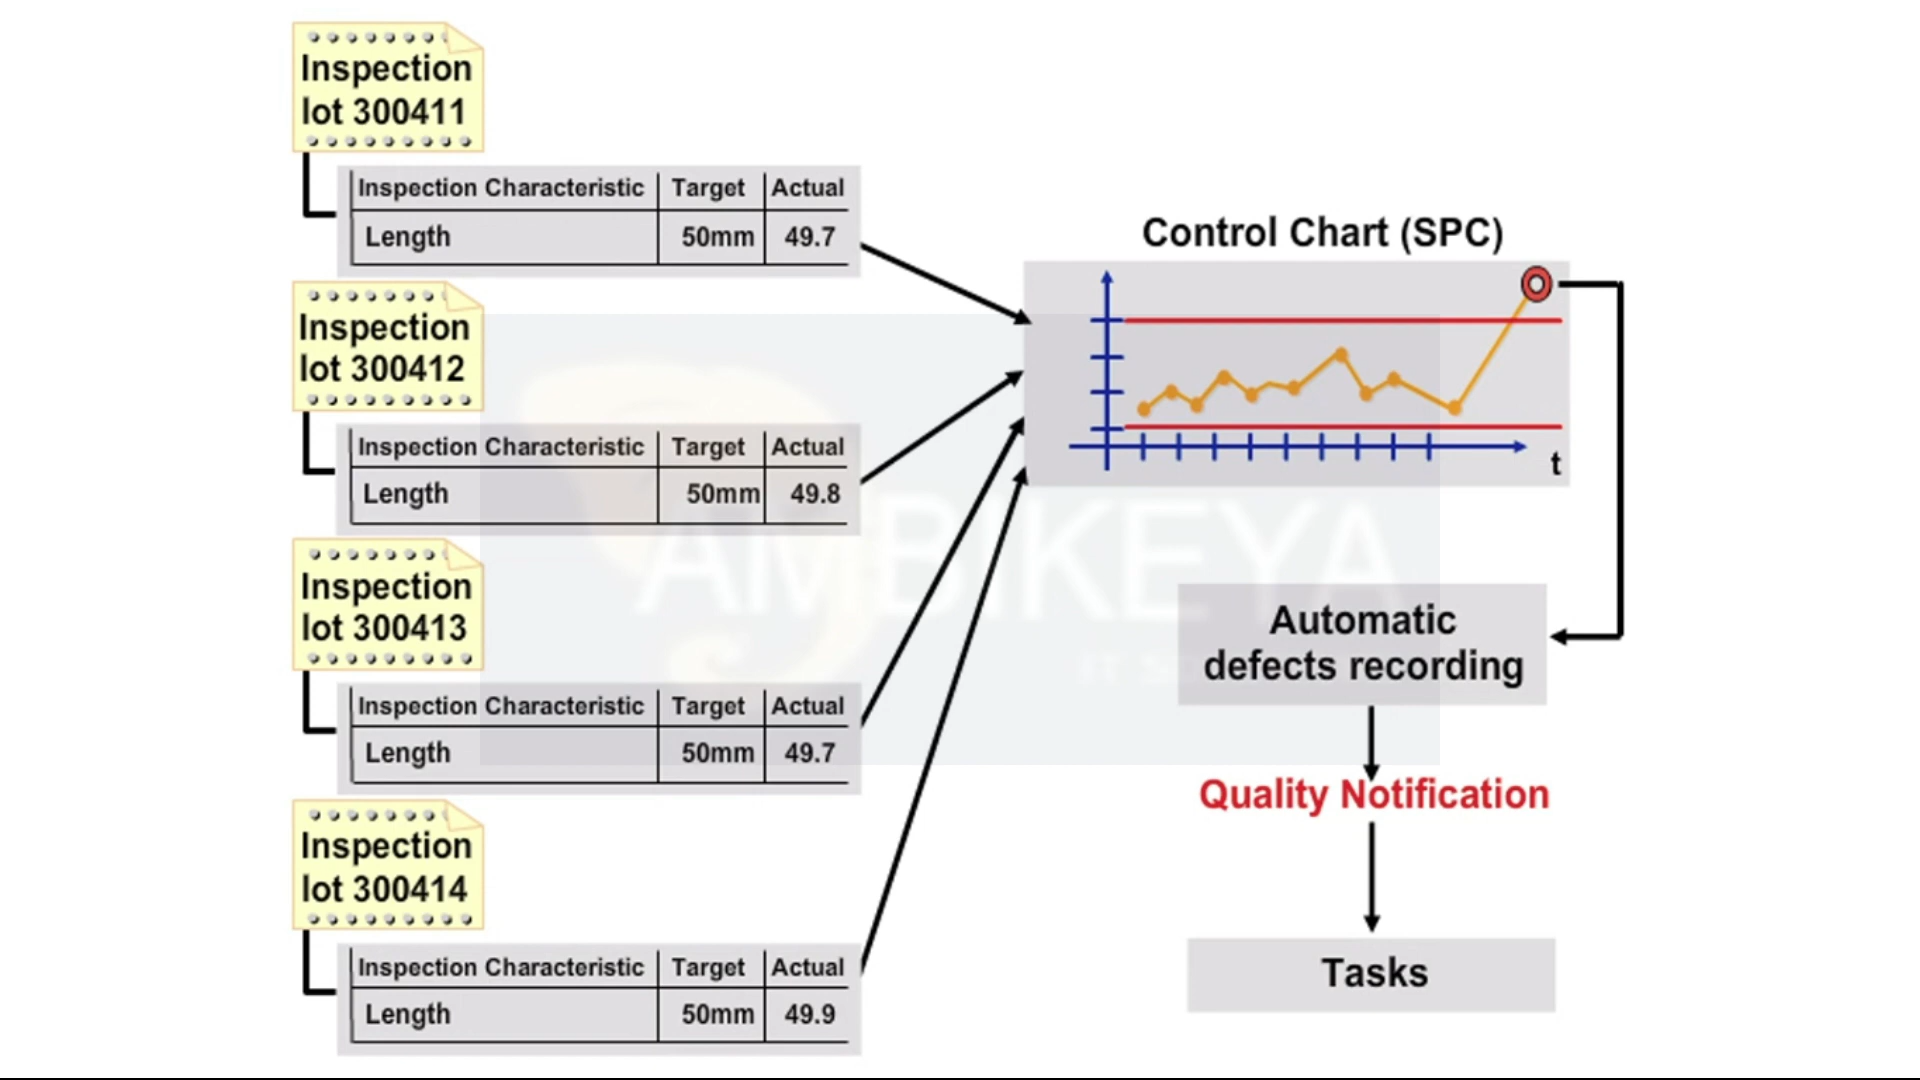 Inspection
lot 300411
Inspection Characteristic Target Actual
Length 50mm 49.7
Inspection
lot 300412
Inspection Characteristic Target Actual
Length 50mm 49.8
Inspection
lot 300413
Inspection Characteristic Target Actual
Length 50mm 49.7
Inspection
lot 300414
Inspection Characteristic Target Actual
Length 50mm 49.9
Control Chart (SPC)
t
AMBIKEYA
Automatic
defects recording
Quality Notification
Tasks